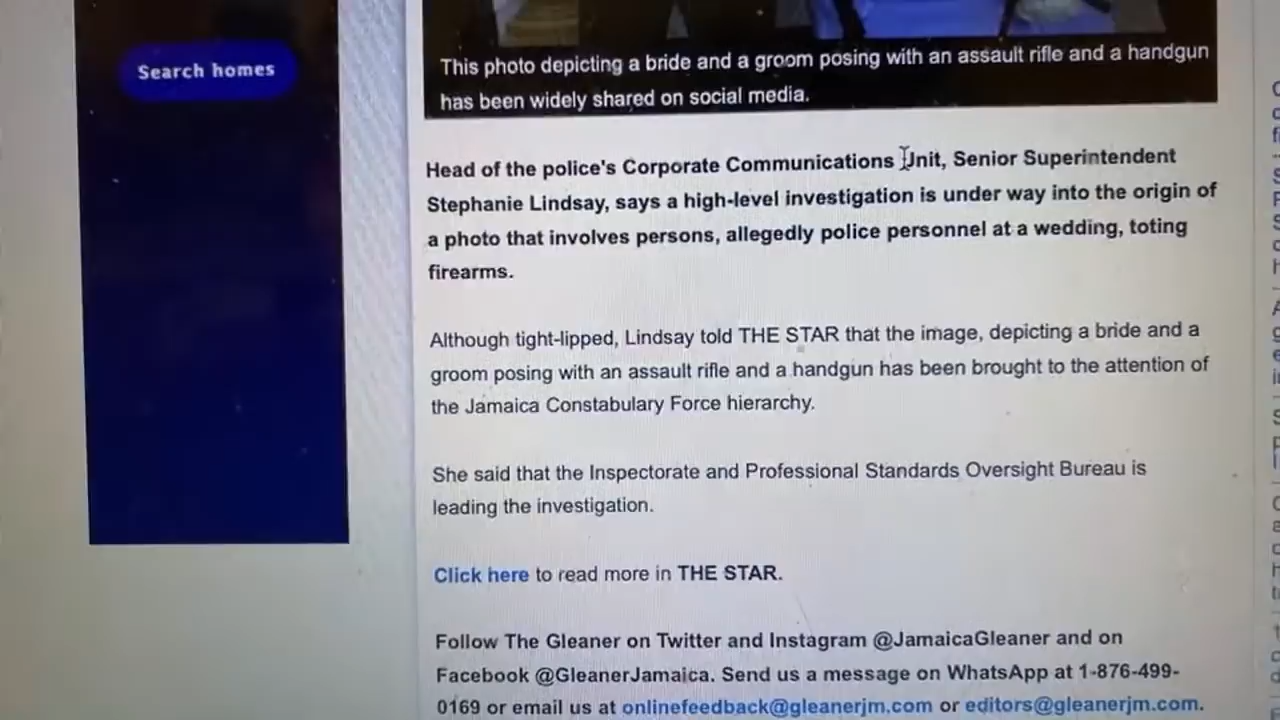 Search homes
This photo depicting a bride and a groom posing with an assault rifle and a handgun
has been widely shared on social media.
Head of the police's Corporate Communications Unit, Senior Superintendent
Stephanie Lindsay, says a high-level investigation is under way into the origin of
a photo that involves persons, allegedly police personnel at a wedding, toting
firearms.
Although tight-lipped, Lindsay told THE STAR that the image, depicting a bride and a
groom posing with an assault rifle and a handgun has been brought to the attention of
the Jamaica Constabulary Force hierarchy.
She said that the Inspectorate and Professional Standards Oversight Bureau is
leading the investigation.
Click here to read more in THE STAR.
Follow The Gleaner on Twitter and Instagram @JamaicaGleaner and on
Facebook @GleanerJamaica. Send us a message on WhatsApp at 1-876-499-
0169 or email us at onlinefeedback@gleanerjm.com or editors@gleanerjm.com.